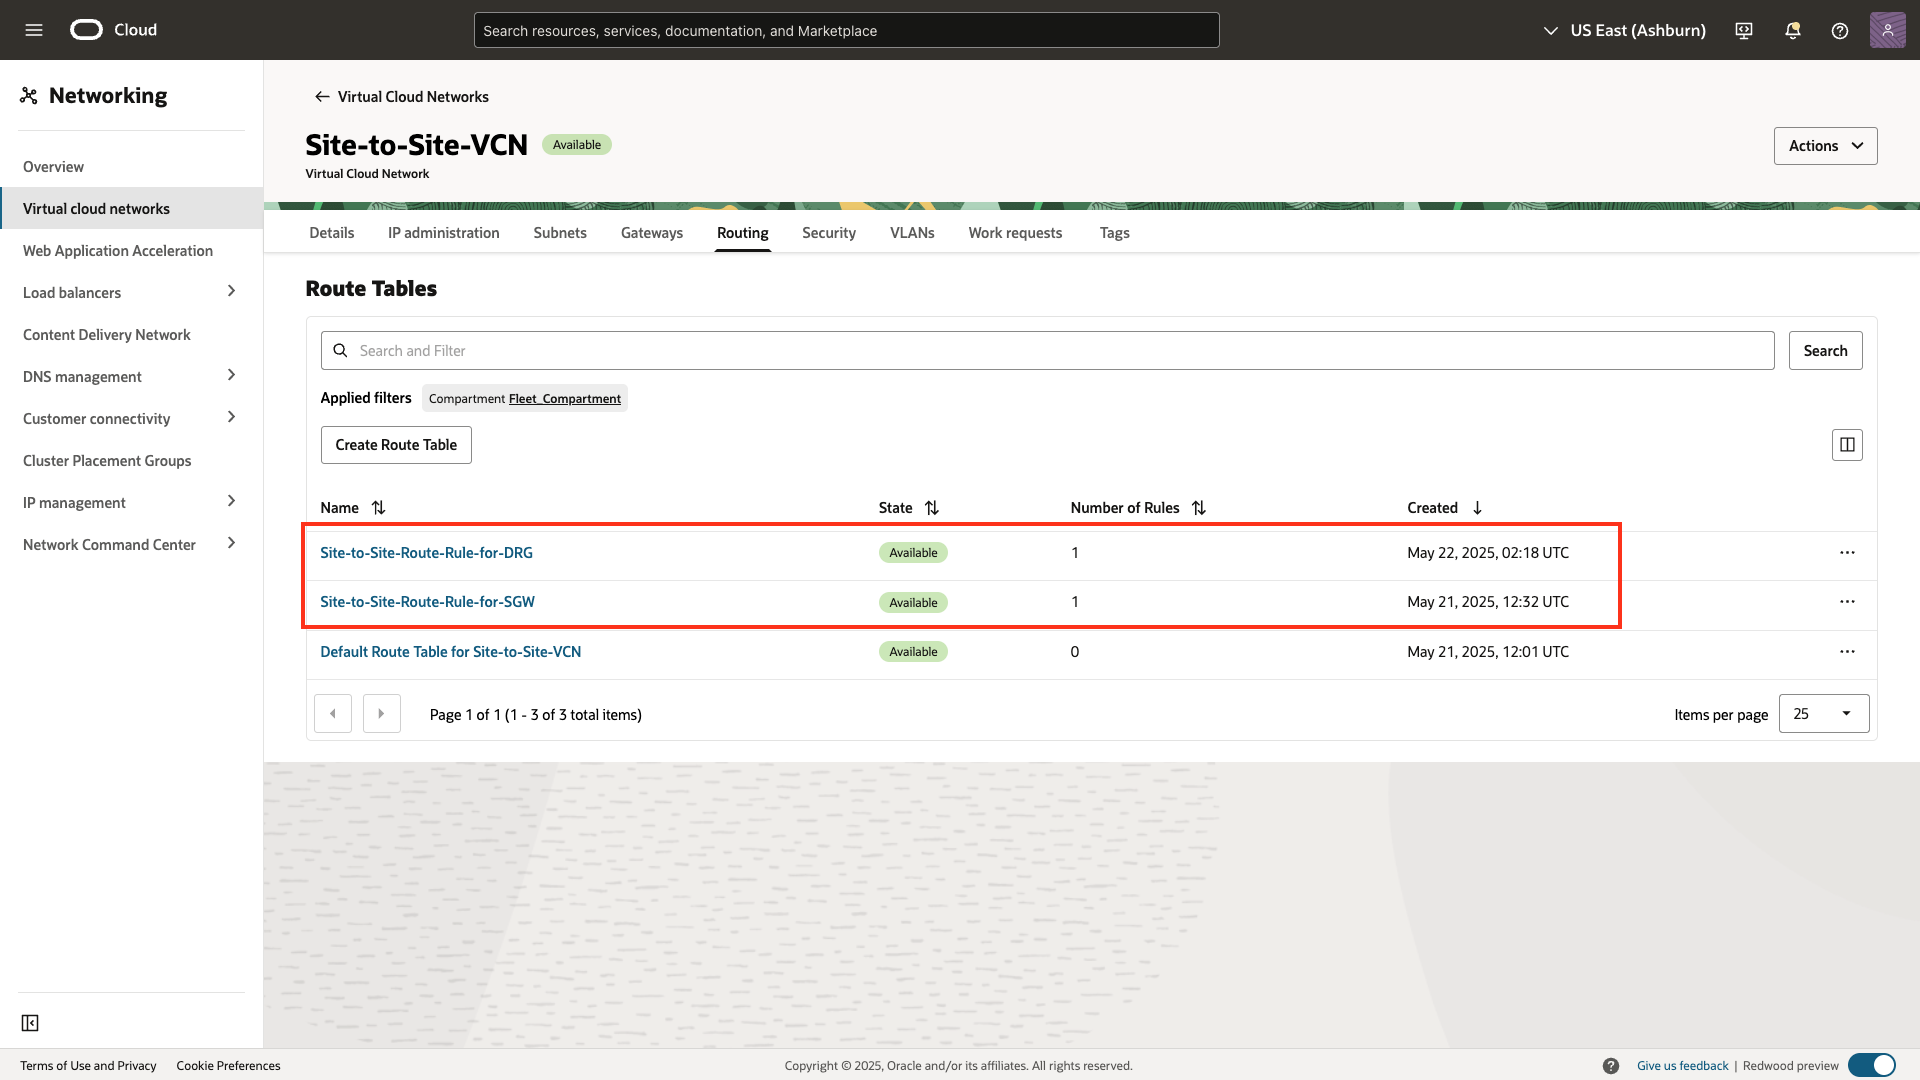 Cloud
Search resources, services, documentation, and Marketplace
US East (Ashburn)
Networking
Overview
Virtual cloud networks
Web Application Acceleration
Load balancers
Content Delivery Network
DNS management
Customer connectivity
Cluster Placement Groups
IP management
Network Command Center
Virtual Cloud Networks
Site-to-Site-VCN Available
Virtual Cloud Network
Actions
Details IP administration Subnets Gateways Routing Security VLANs Work requests Tags
Route Tables
Search and Filter
Search
Applied filters Compartment Fleet_Compartment
Create Route Table
Name State Number of Rules Created
Site-to-Site-Route-Rule-for-DRG Available 1 May 22, 2025, 02:18 UTC
Site-to-Site-Route-Rule-for-SGW Available 1 May 21, 2025, 12:32 UTC
Default Route Table for Site-to-Site-VCN Available 0 May 21, 2025, 12:01 UTC
Page 1 of 1 (1 - 3 of 3 total items)
Items per page 25
Terms of Use and Privacy Cookie Preferences
Copyright © 2025, Oracle and/or its affiliates. All rights reserved.
Give us feedback | Redwood preview